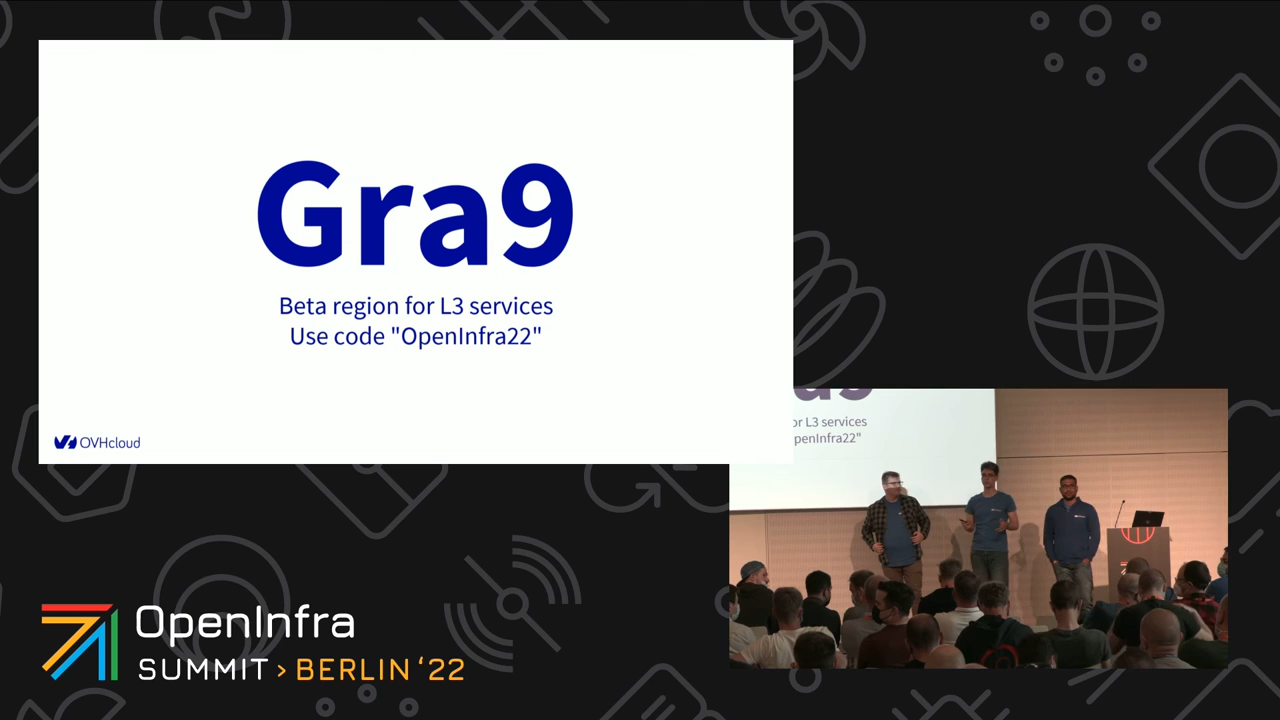 Gra9
Beta region for L3 services
Use code "OpenInfra22"
OVHcloud
or L3 services
penInfra22"
OpenInfra
SUMMIT > BERLIN '22